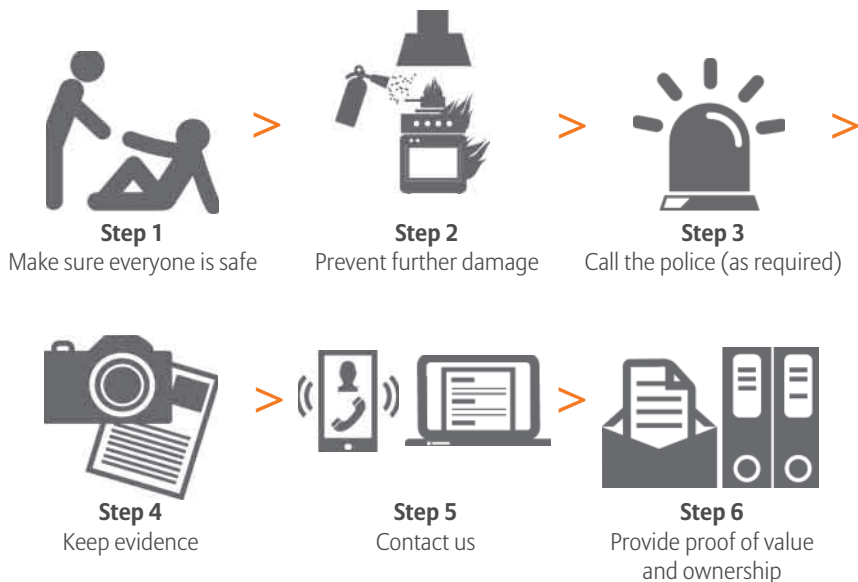 Step 1
Make sure everyone is safe
Step 2
Prevent further damage
Step 3
Call the police (as required)
Step 4
Keep evidence
Step 5
Contact us
Step 6
Provide proof of value
and ownership